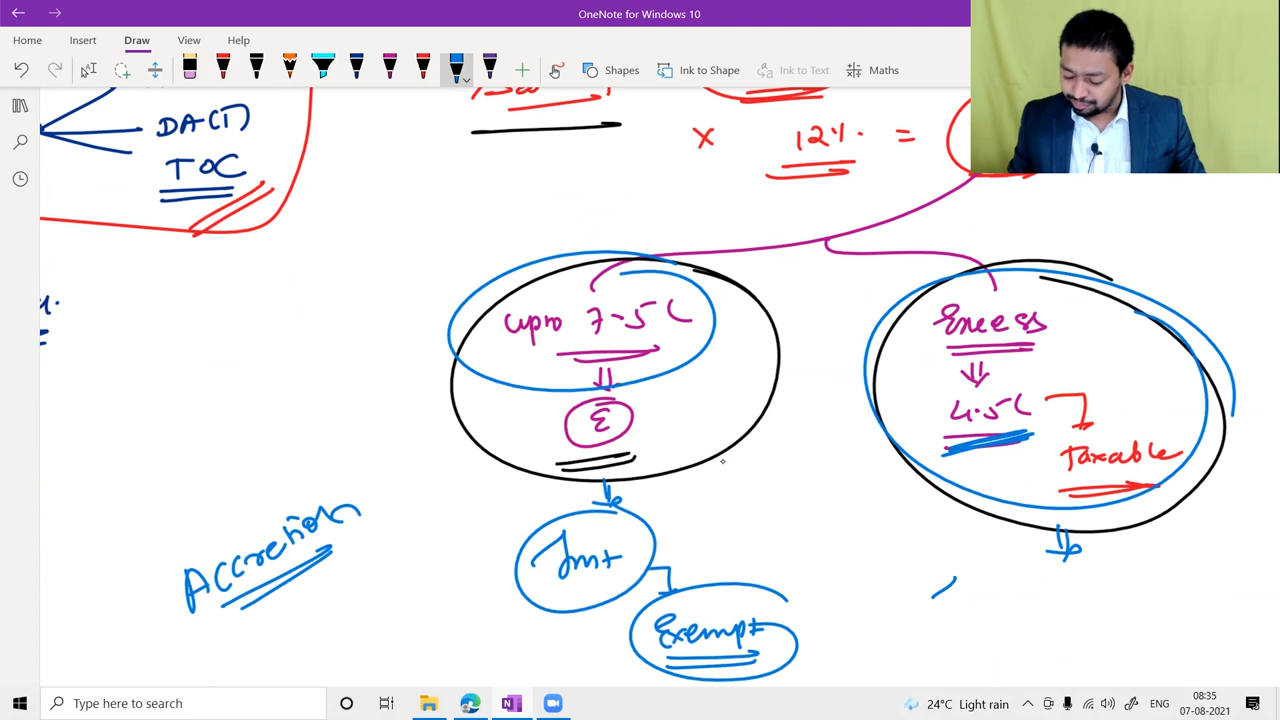 OneNote for Windows 10
Home Insert Draw View Help
Shapes Ink to Shape Ink to Text Maths
DA(T)
TOC
x 12%. =
upto 7.5L
E
Excess
4.5L
Taxable
Accretion
Int
Exempt
Type here to search
24°C Light rain
ENG
08:35
07-08-2021